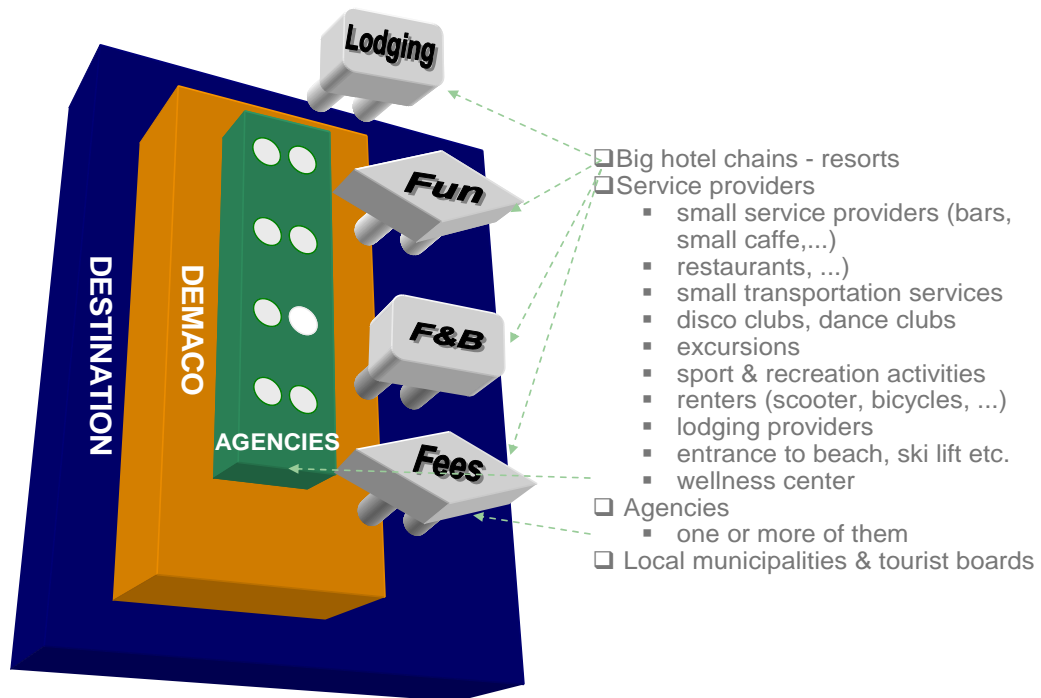 Lodging
Fun
F&B
Fees
DESTINATION
DEMACO
AGENCIES
Big hotel chains - resorts
Service providers
small service providers (bars,
small caffe,...)
restaurants, ...)
small transportation services
disco clubs, dance clubs
excursions
sport & recreation activities
renters (scooter, bicycles, ...)
lodging providers
entrance to beach, ski lift etc.
wellness center
Agencies
one or more of them
Local municipalities & tourist boards